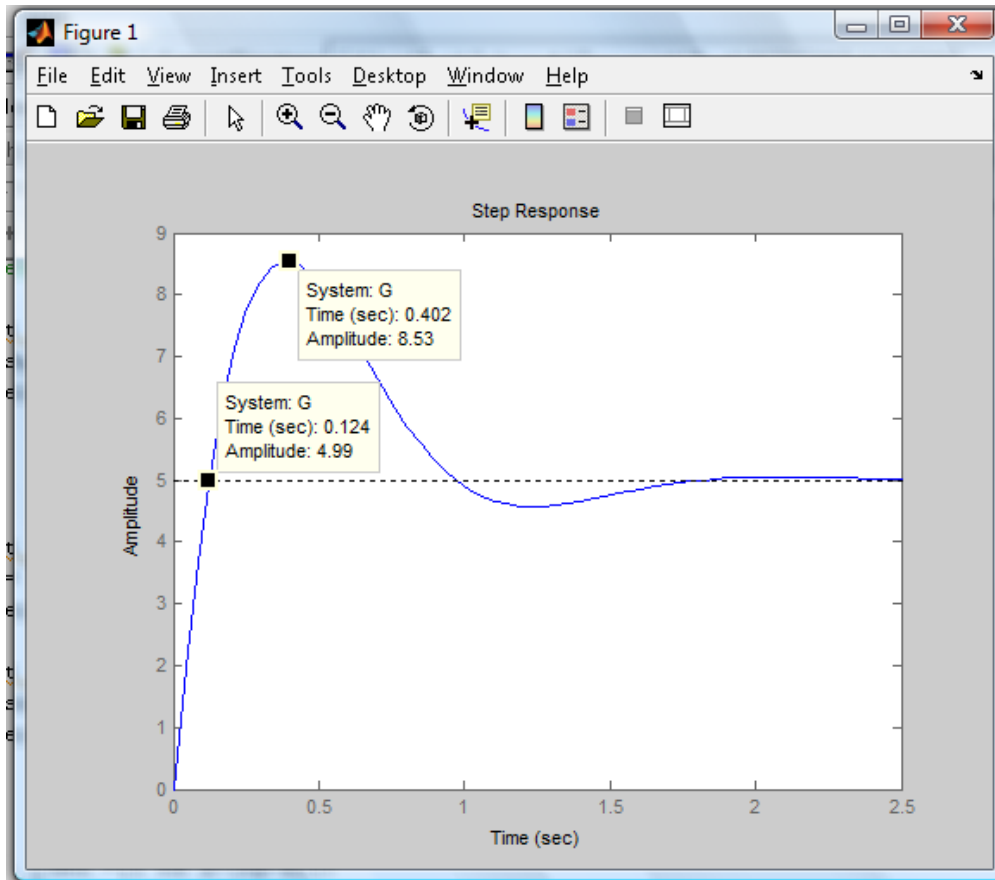 Figure 1
File Edit View Insert Tools Desktop Window Help
Step Response
9
8
7
6
5
4
3
2
1
0
Amplitude
System: G
Time (sec): 0.402
Amplitude: 8.53
System: G
Time (sec): 0.124
Amplitude: 4.99
0 0.5 1 1.5 2 2.5
Time (sec)